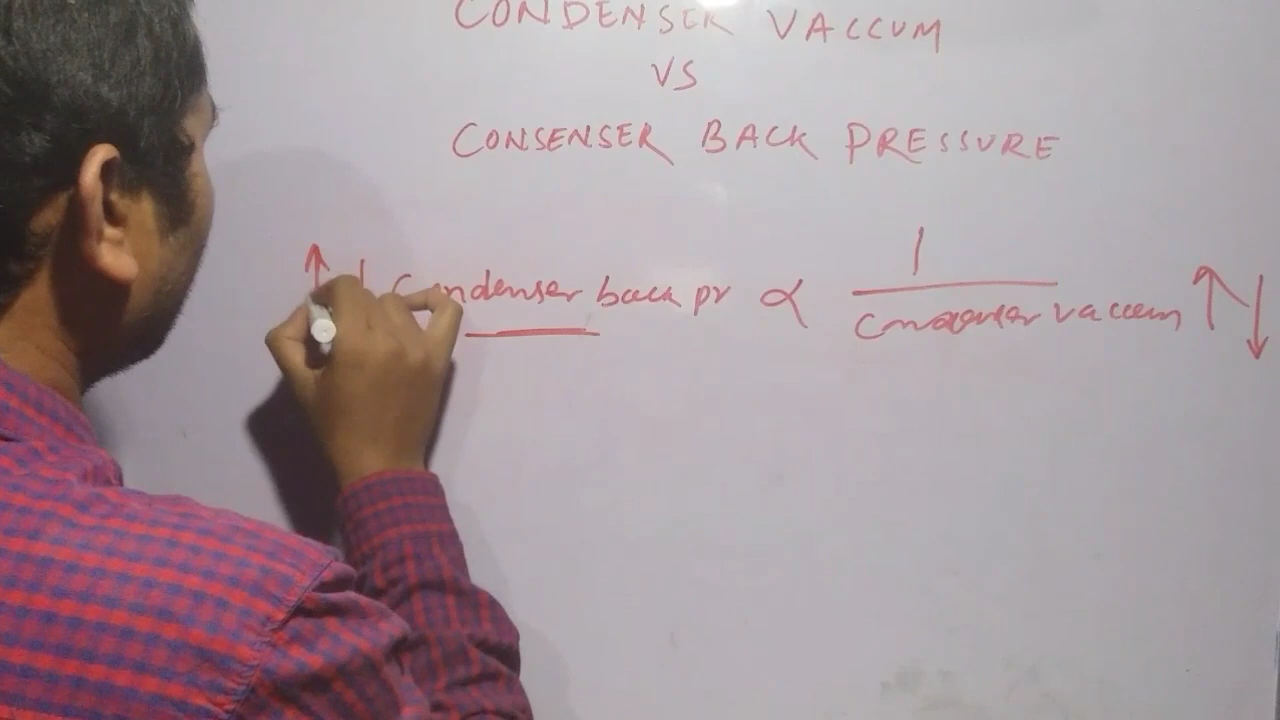 CONDENSER VACCUM
VS
CONSENSER BACK PRESSURE
↑ ↓ Condenser back pr ∝ 1
Condenser vaccum ↑ ↓